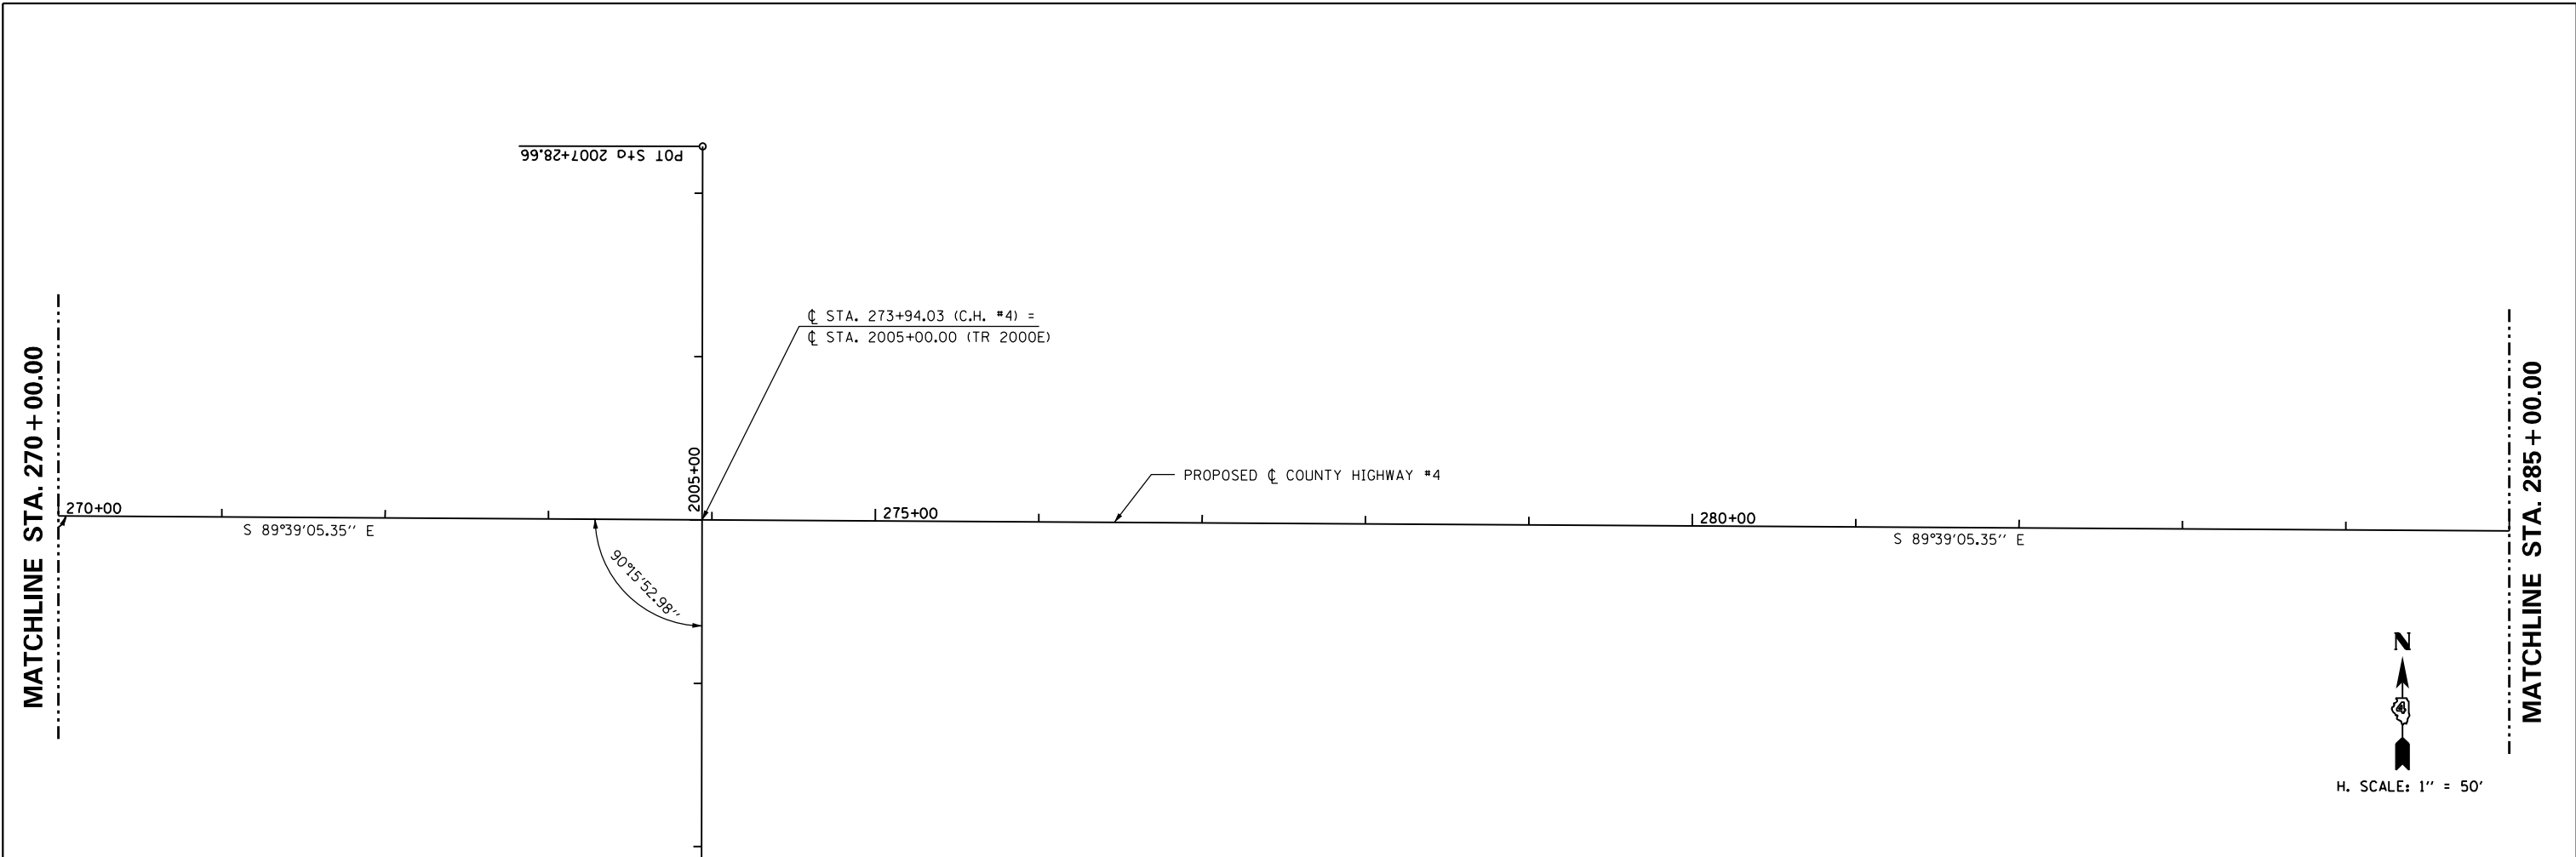 POT Sta 2007+28.66
℄ STA. 273+94.03 (C.H. #4) =
℄ STA. 2005+00.00 (TR 2000E)
MATCHLINE STA. 270+00.00
MATCHLINE STA. 285+00.00
2005+00
PROPOSED ℄ COUNTY HIGHWAY #4
270+00
275+00
280+00
S 89°39'05.35'' E
S 89°39'05.35'' E
90°15'52.98''
N
4
H. SCALE: 1'' = 50'